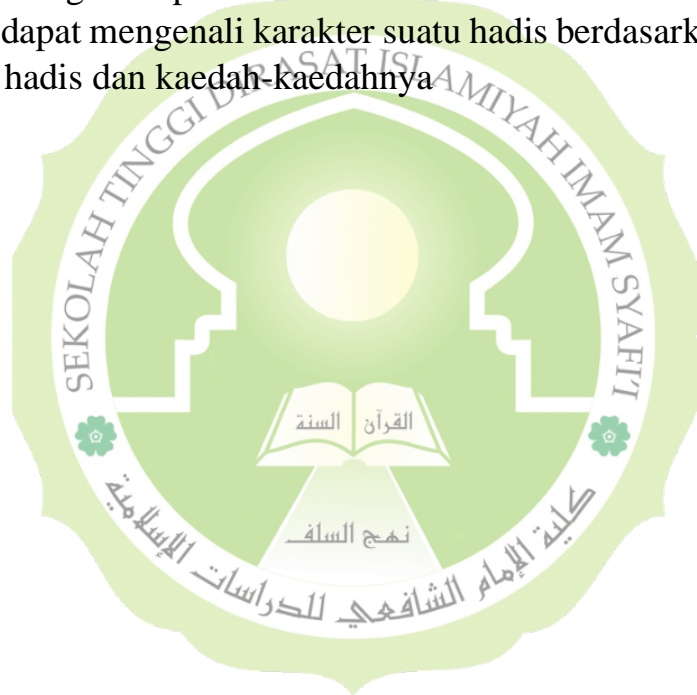 dapat mengenali karakter suatu hadis berdasark
hadis dan kaedah-kaedahnya
SEKOLAH TINGGI DIRASAT ISLAMIYAH IMAM SYAFI'I
السنة القرآن
نهج السلف
كلية الإمام الشافعي للدراسات الإسلامية